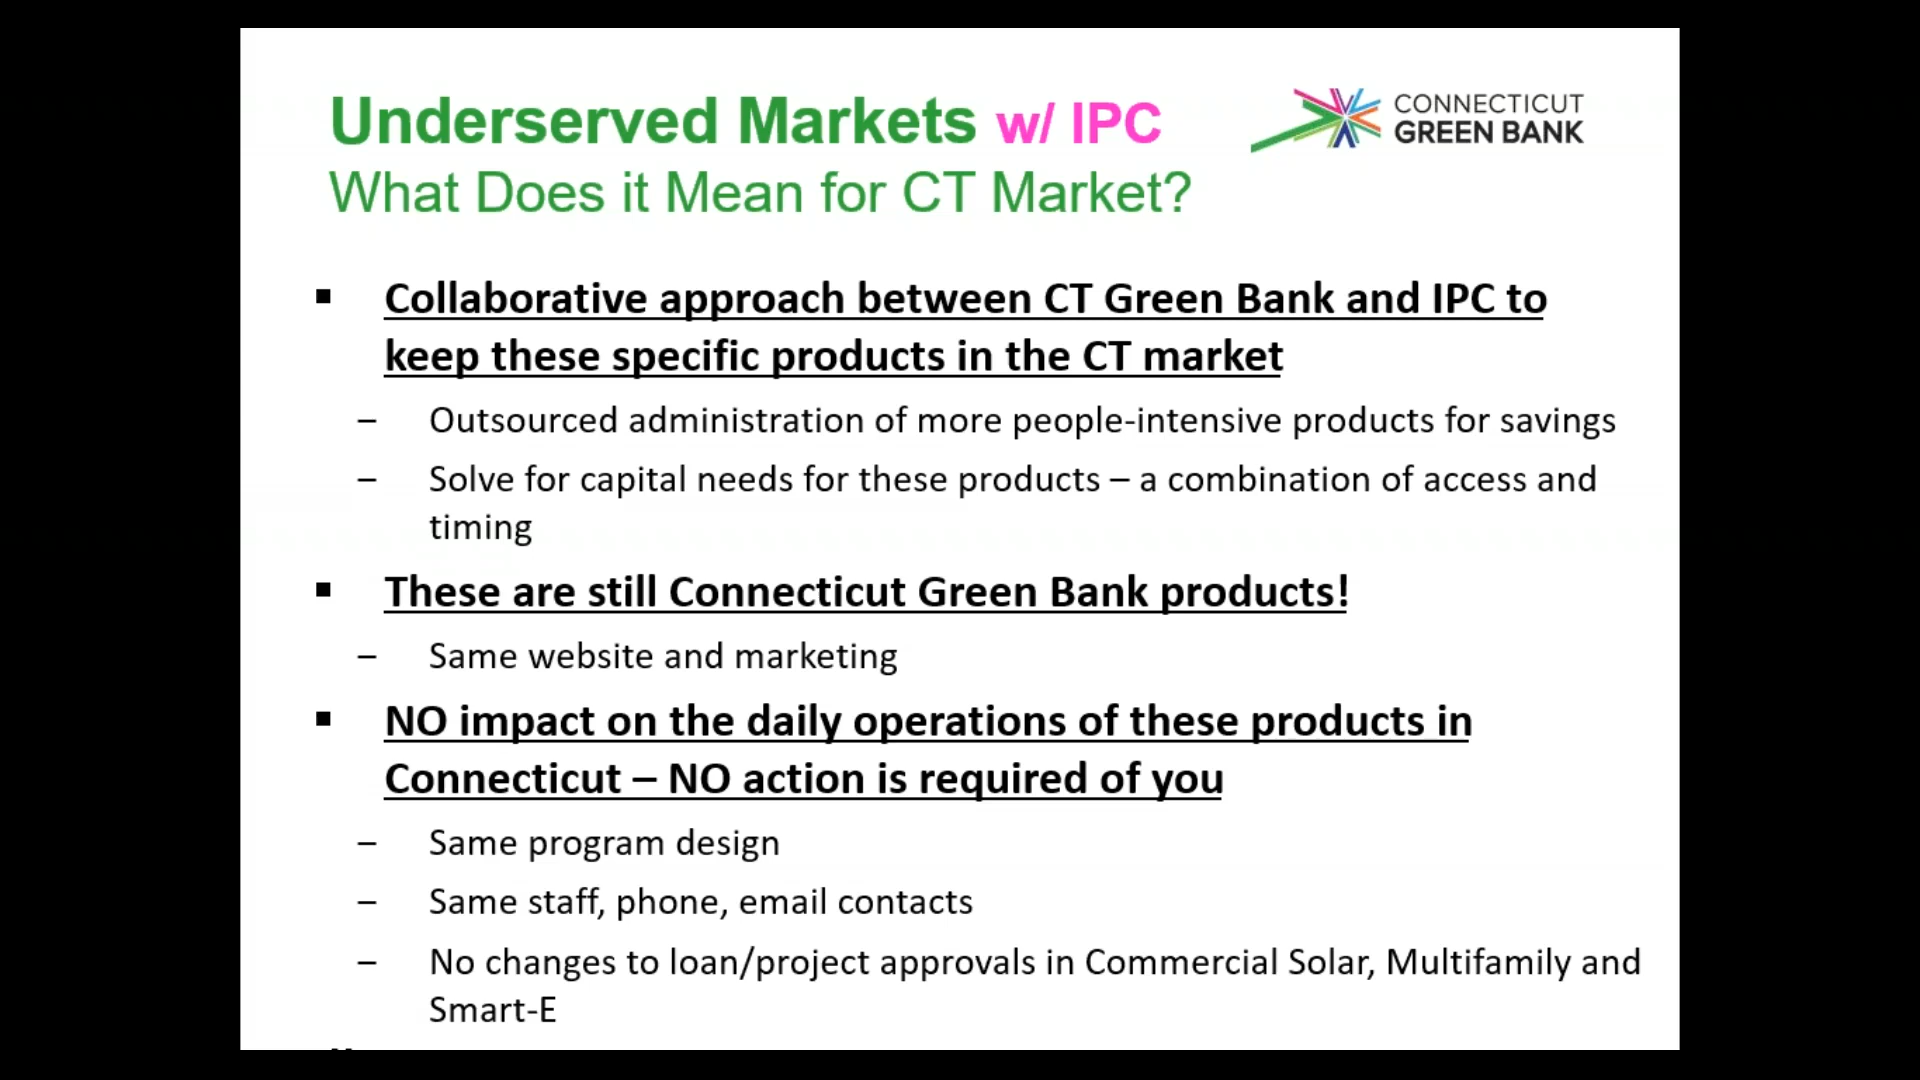 Underserved Markets w/ IPC
What Does it Mean for CT Market?
CONNECTICUT
GREEN BANK
▪ Collaborative approach between CT Green Bank and IPC to
keep these specific products in the CT market
– Outsourced administration of more people-intensive products for savings
– Solve for capital needs for these products – a combination of access and
timing
▪ These are still Connecticut Green Bank products!
– Same website and marketing
▪ NO impact on the daily operations of these products in
Connecticut – NO action is required of you
– Same program design
– Same staff, phone, email contacts
– No changes to loan/project approvals in Commercial Solar, Multifamily and
Smart-E